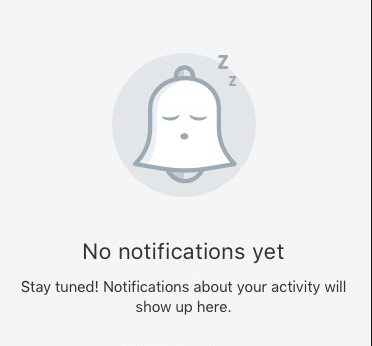 Z
Z
No notifications yet
Stay tuned! Notifications about your activity will
show up here.